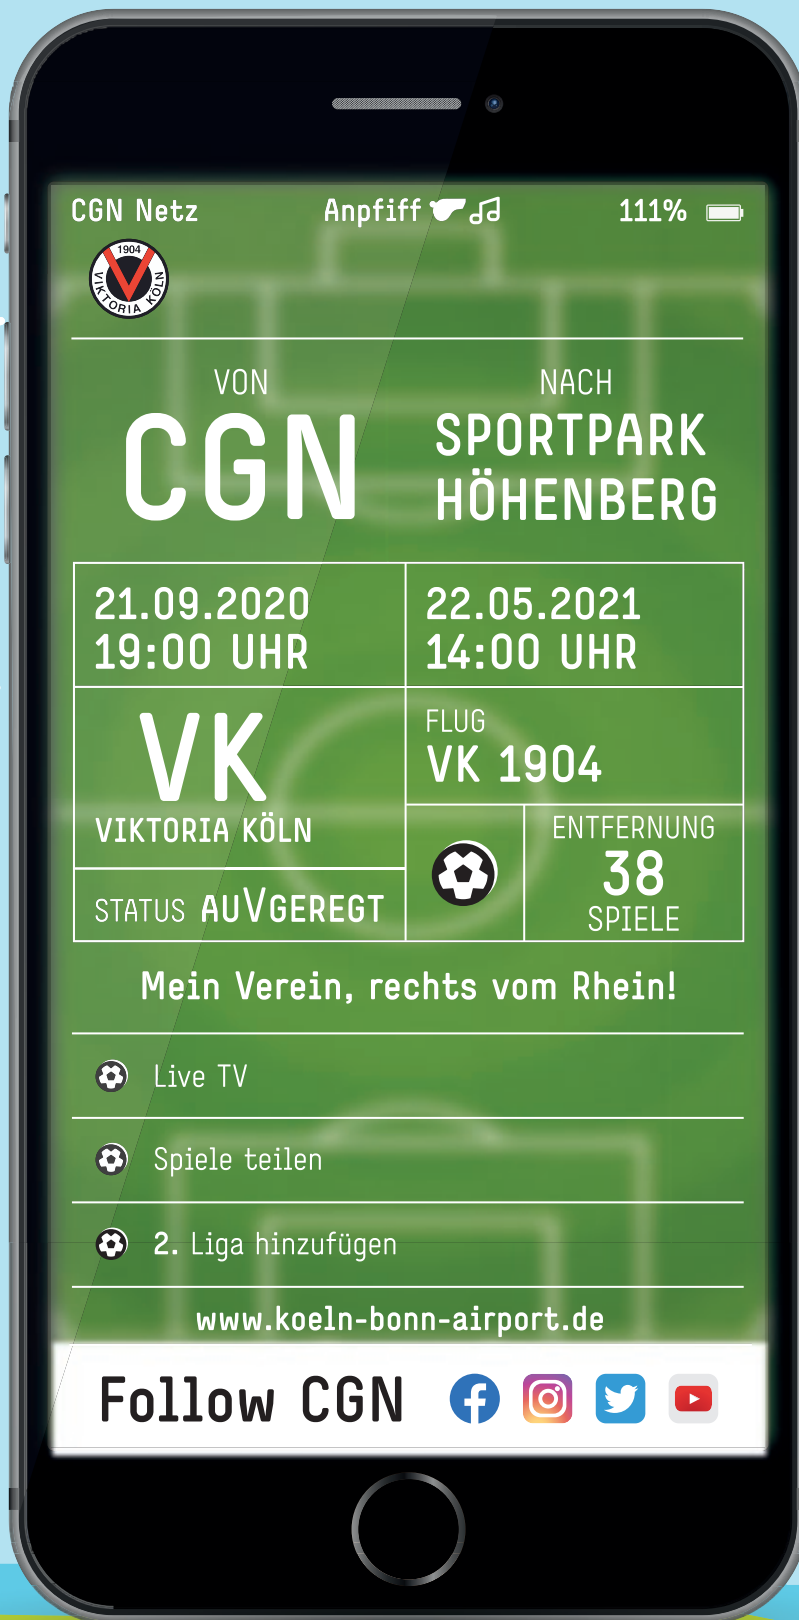 CGN Netz
Anpfiff
111%
1904
VIKTORIA KÖLN
VON
CGN
NACH
SPORTPARK
HÖHENBERG
21.09.2020
19:00 UHR
22.05.2021
14:00 UHR
VK
VIKTORIA KÖLN
FLUG
VK 1904
STATUS AUVGEREGT
ENTFERNUNG
38
SPIELE
Mein Verein, rechts vom Rhein!
Live TV
Spiele teilen
2. Liga hinzufügen
www.koeln-bonn-airport.de
Follow CGN